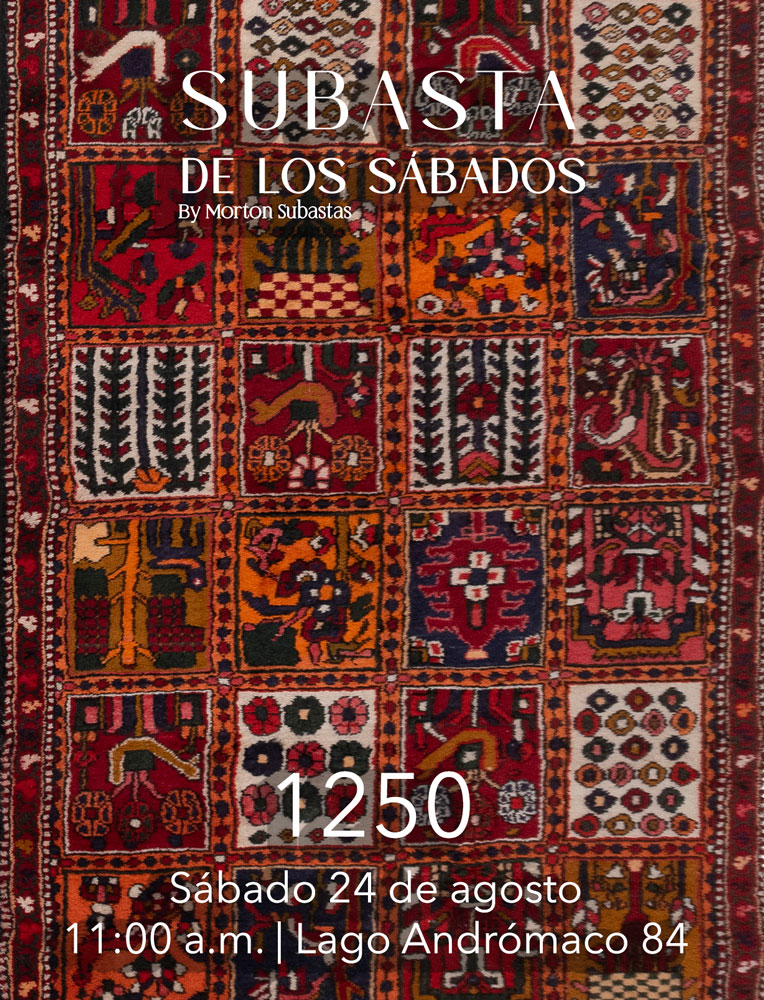 SUBASTA
DE LOS SÁBADOS
By Morton Subastas
1250
Sábado 24 de agosto
11:00 a.m. | Lago Andrómaco 84